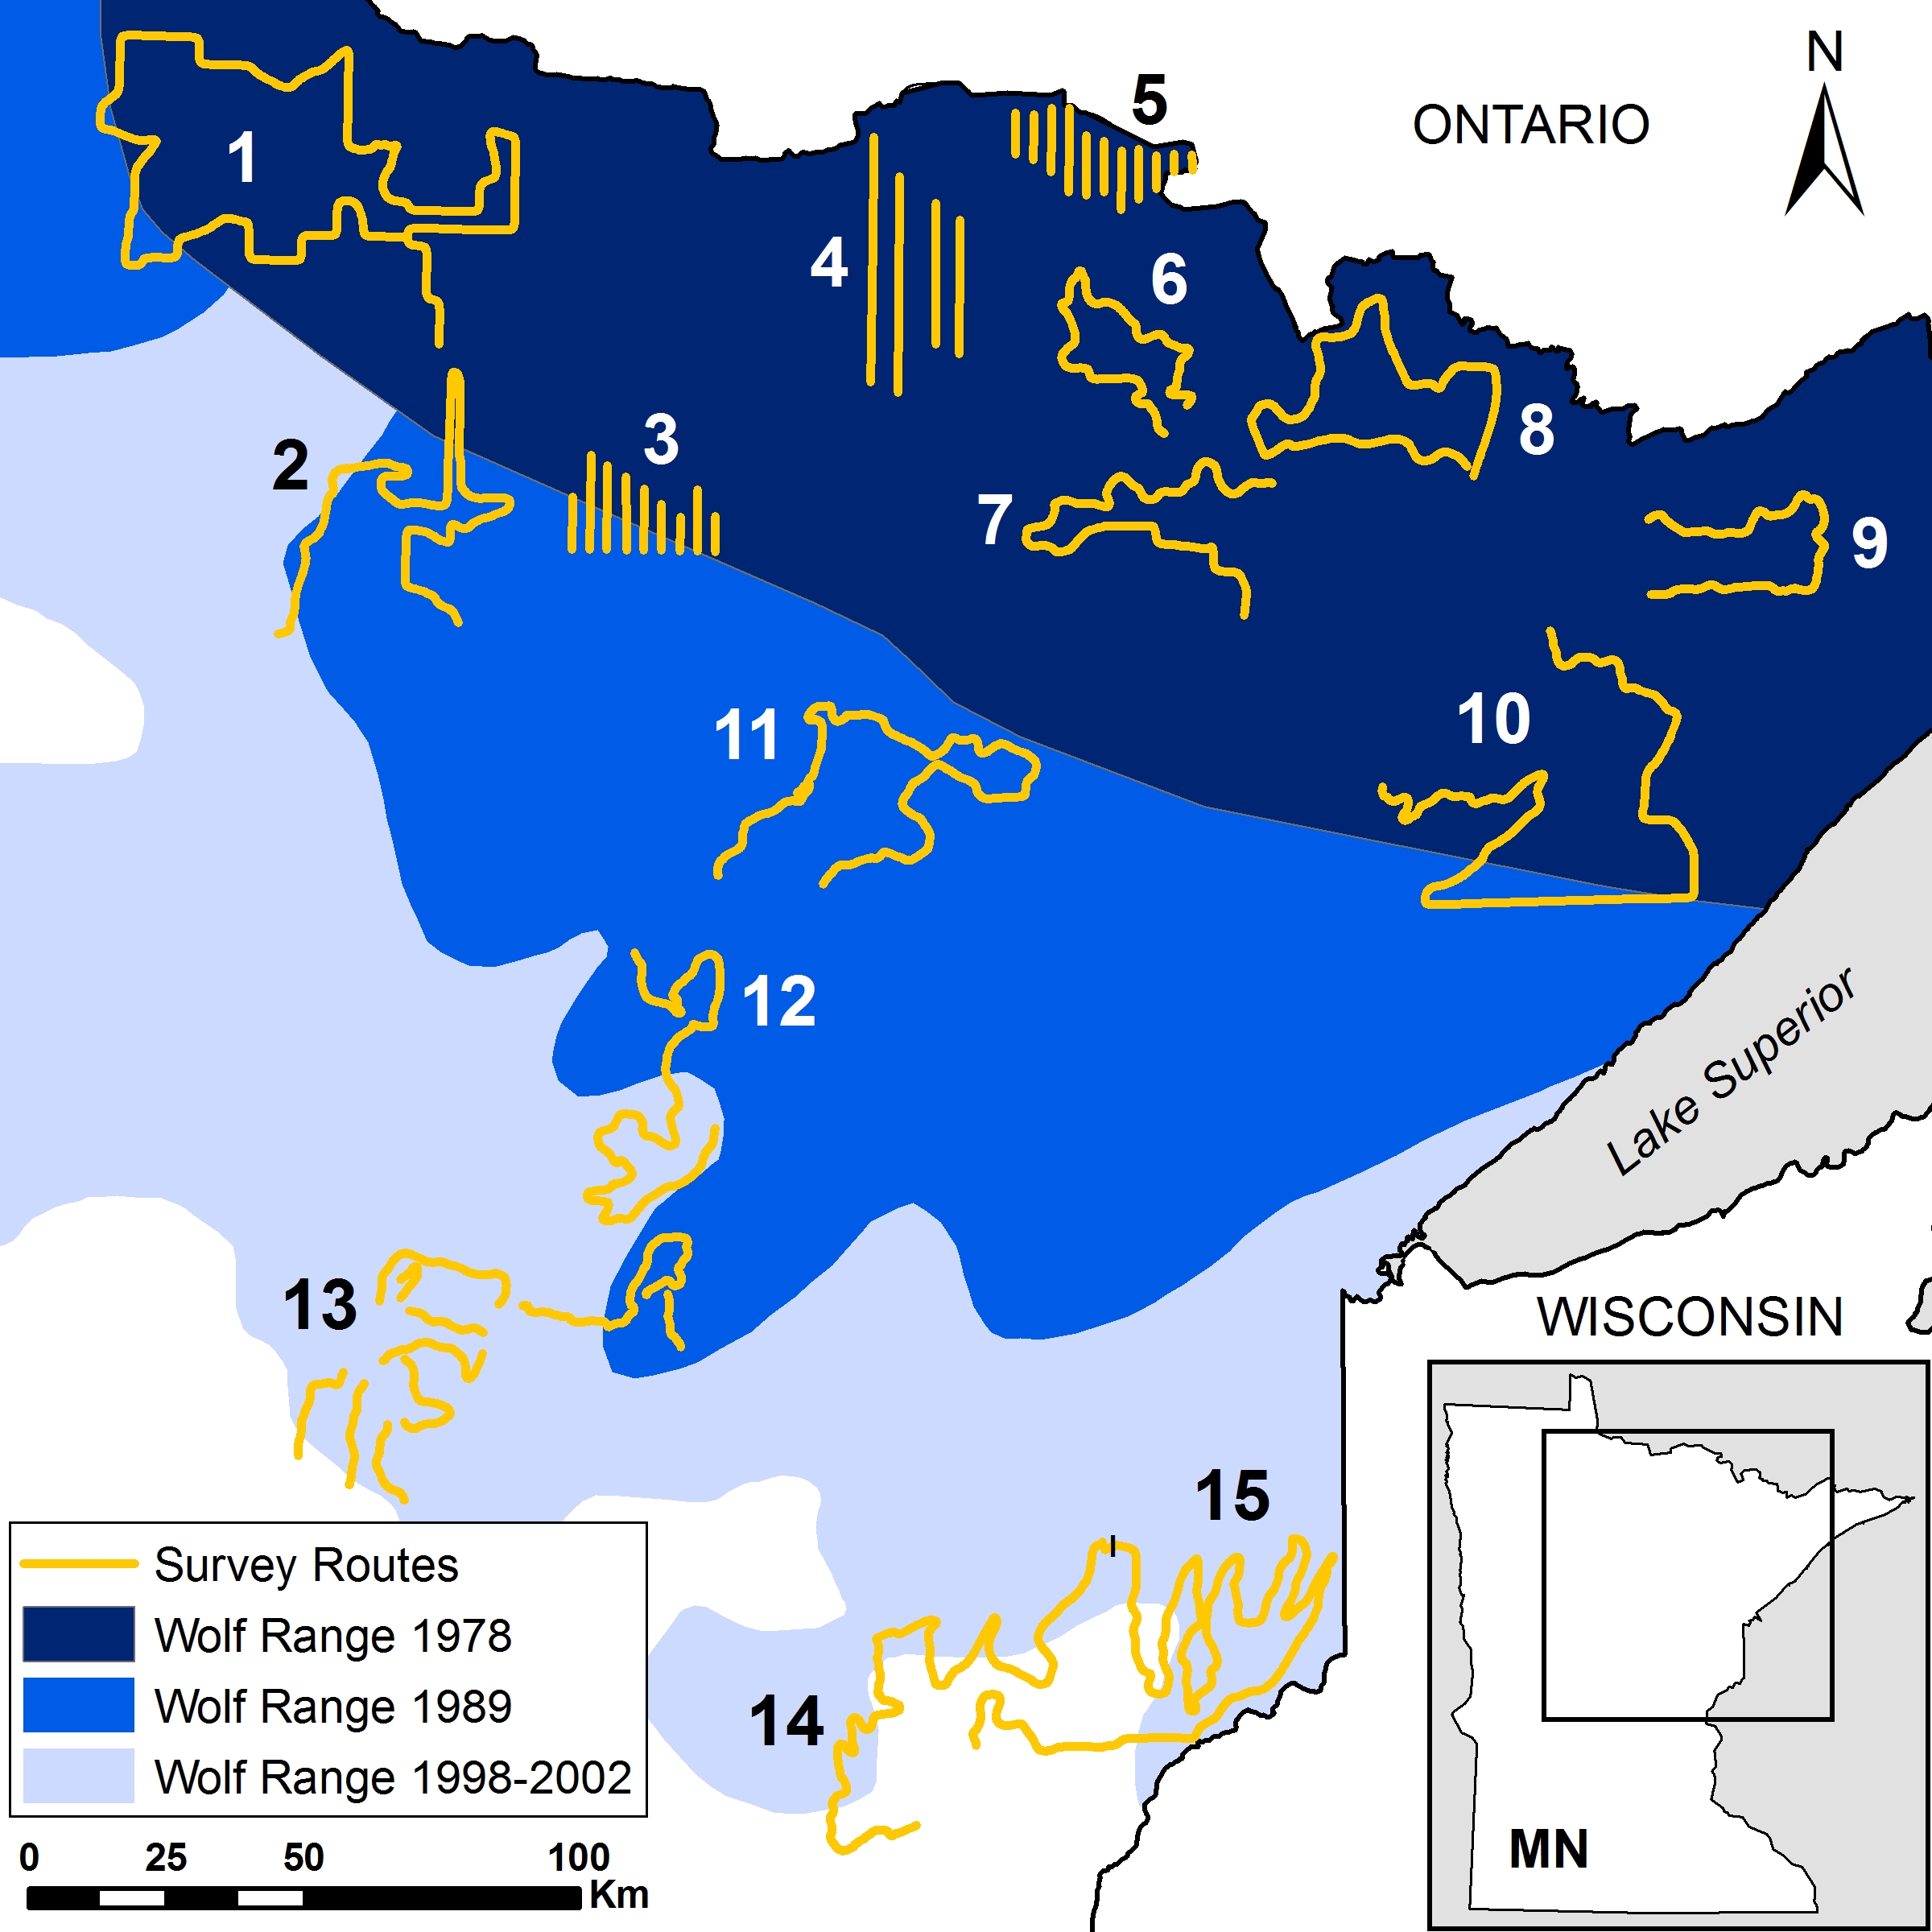 N
ONTARIO
5
1
4
6
2
3
8
7
9
10
11
12
Lake Superior
13
WISCONSIN
15
14
Survey Routes
Wolf Range 1978
Wolf Range 1989
Wolf Range 1998-2002
0 25 50 100
Km
MN